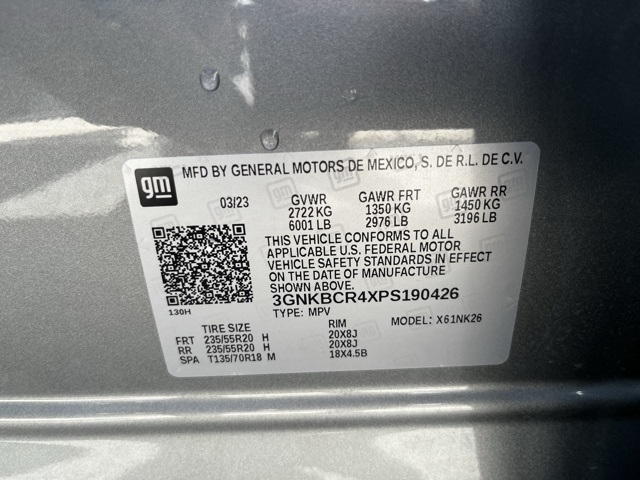 MFD BY GENERAL MOTORS DE MEXICO, S. DE R.L. DE C.V.
gm
03/23 GVWR GAWR FRT GAWR RR
2722 KG 1350 KG 1450 KG
6001 LB 2976 LB 3196 LB
THIS VEHICLE CONFORMS TO ALL
APPLICABLE U.S. FEDERAL MOTOR
VEHICLE SAFETY STANDARDS IN EFFECT
ON THE DATE OF MANUFACTURE
SHOWN ABOVE.
3GNKBCR4XPS190426
130H
TYPE: MPV MODEL: X61NK26
TIRE SIZE RIM
FRT 235/55R20 H 20X8J
RR 235/55R20 H 20X8J
SPA T135/70R18 M 18X4.5B